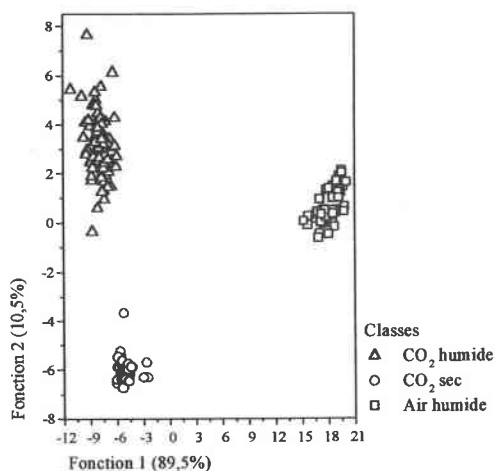 8
6
4
2
0
-2
-4
-6
-8
-12 -9 -6 -3 0 3 6 9 12 15 18 21
Fonction 2 (10,5%)
Fonction 1 (89,5%)
Classes
CO₂ humide
CO₂ sec
Air humide